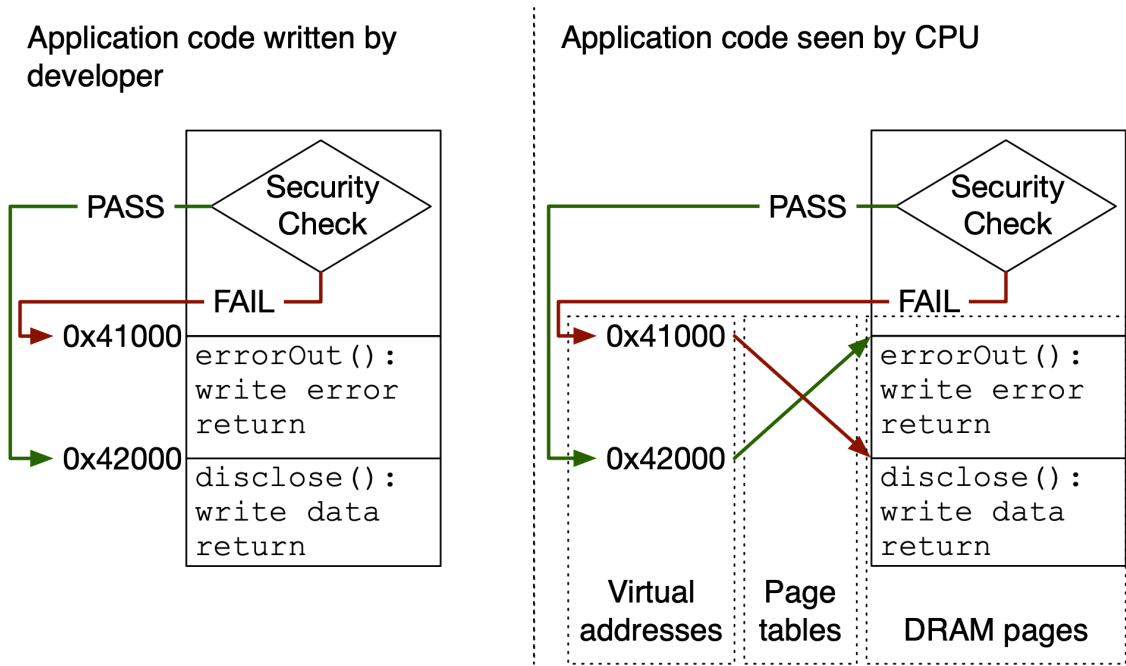 Application code written by
developer
PASS
Security
Check
FAIL
0x41000
errorOut():
write error
return
0x42000
disclose():
write data
return
Application code seen by CPU
PASS
Security
Check
FAIL
0x41000
errorOut():
write error
return
0x42000
disclose():
write data
return
Virtual
addresses
Page
tables
DRAM pages